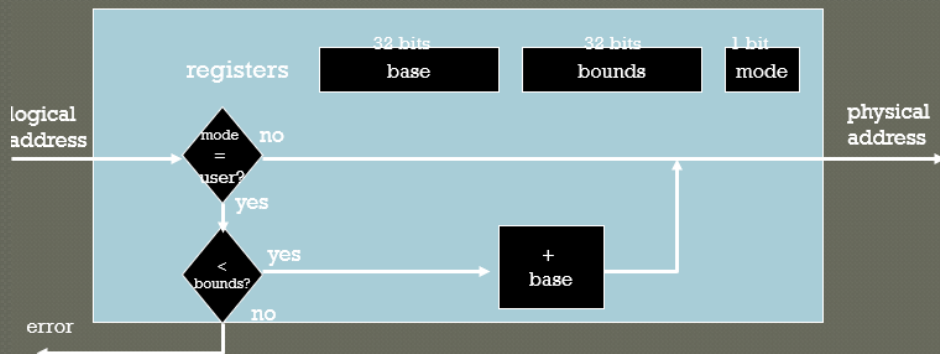 32 bits
32 bits
1 bit
registers
base
bounds
mode
logical
address
physical
address
mode
=
user?
no
yes
<
bounds?
yes
no
+
base
error